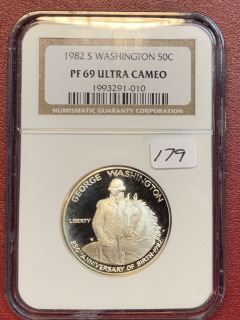 1982 S WASHINGTON 50C
PF 69 ULTRA CAMEO
1993291-010
NUMISMATIC GUARANTY CORPORATION
179
GEORGE WASHINGTON
LIBERTY
250TH ANNIVERSARY OF BIRTH 1982